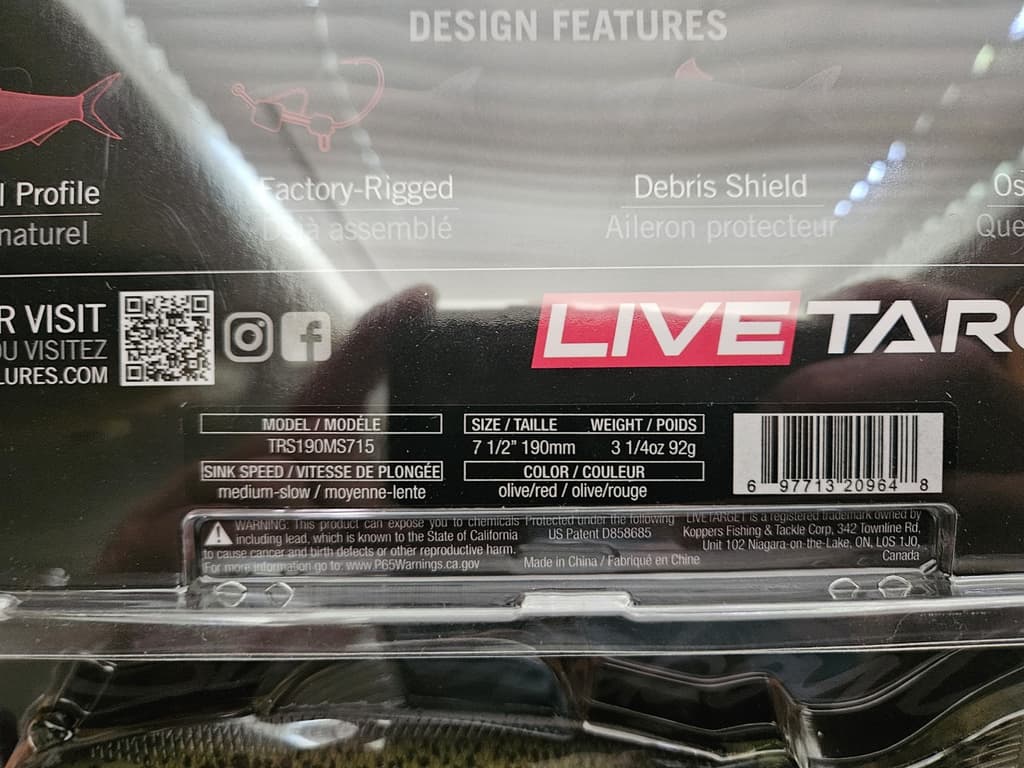 DESIGN FEATURES
l Profile
naturel
Factory-Rigged
Déjà assemblé
Debris Shield
Aileron protecteur
Os
Que
R VISIT
OU VISITEZ
LURES.COM
LIVETARG
MODEL / MODÉLE
TRS190MS715
SINK SPEED / VITESSE DE PLONGÉE
medium-slow / moyenne-lente
SIZE / TAILLE WEIGHT / POIDS
7 1/2" 190mm 3 1/4oz 92g
COLOR / COULEUR
olive/red / olive/rouge
6 97713 20964 8
WARNING: This product can expose you to chemicals
including lead, which is known to the State of California
to cause cancer and birth defects or other reproductive harm.
For more information go to: www.P65Warnings.ca.gov
Protected under the following
US Patent D858685
Made in China / Fabriqué en Chine
LIVETARGET is a registered trademark owned by
Koppers Fishing & Tackle Corp, 342 Townline Rd,
Unit 102 Niagara-on-the-Lake, ON, L0S 1J0,
Canada